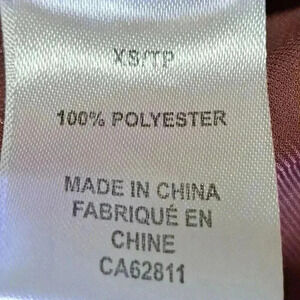 XS/TP
100% POLYESTER
MADE IN CHINA
FABRIQUÉ EN
CHINE
CA62811